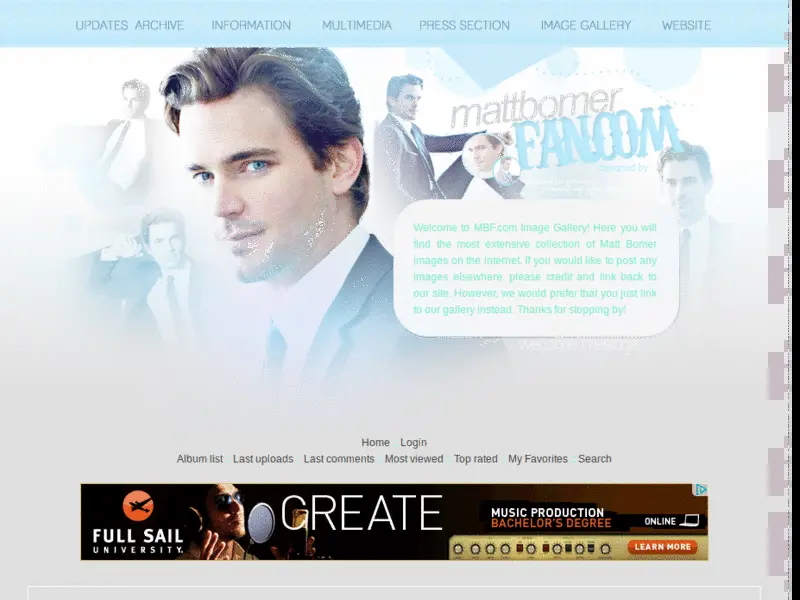 UPDATES ARCHIVE INFORMATION MULTIMEDIA PRESS SECTION IMAGE GALLERY WEBSITE
mattbomer
FAN.COM
powered by
Welcome to MBF.com Image Gallery! Here you will
find the most extensive collection of Matt Bomer
images on the internet. If you would like to post any
images elsewhere, please credit and link back to
our site. However, we would prefer that you just link
to our gallery instead. Thanks for stopping by!
Home Login
Album list Last uploads Last comments Most viewed Top rated My Favorites Search
FULL SAIL
UNIVERSITY.
CREATE
MUSIC PRODUCTION
BACHELOR'S DEGREE
ONLINE
LEARN MORE